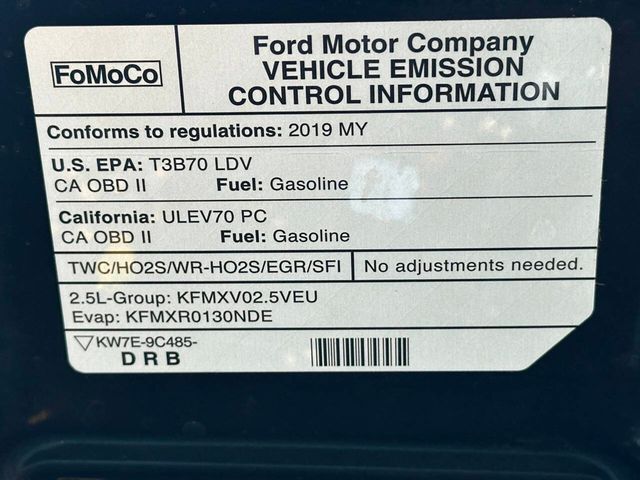 FoMoCo
Ford Motor Company
VEHICLE EMISSION
CONTROL INFORMATION
Conforms to regulations: 2019 MY
U.S. EPA: T3B70 LDV
CA OBD II Fuel: Gasoline
California: ULEV70 PC
CA OBD II Fuel: Gasoline
TWC/HO2S/WR-HO2S/EGR/SFI No adjustments needed.
2.5L-Group: KFMXV02.5VEU
Evap: KFMXR0130NDE
▽KW7E-9C485-
D R B